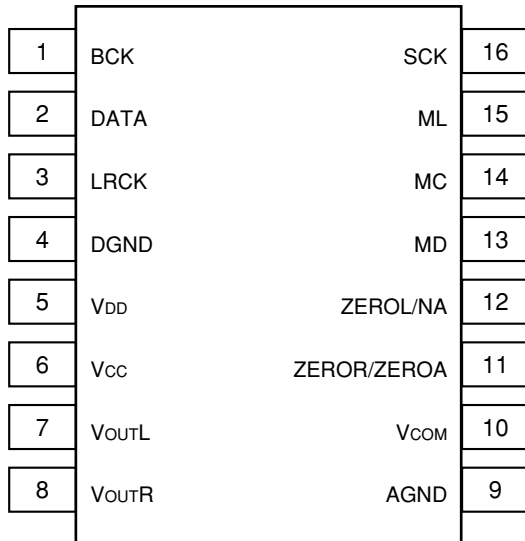 1 BCK SCK 16
2 DATA ML 15
3 LRCK MC 14
4 DGND MD 13
5 VDD ZEROL/NA 12
6 VCC ZEROR/ZEROA 11
7 VOUTL VCOM 10
8 VOUTR AGND 9